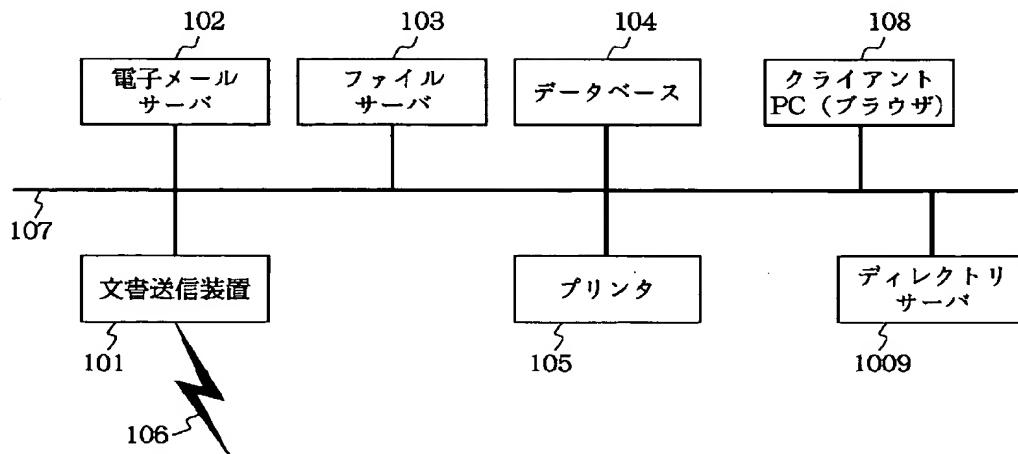 102
103
104
108
電子メール
サーバ
ファイル
サーバ
データベース
クライアント
PC（ブラウザ）
107
文書送信装置
プリンタ
ディレクトリ
サーバ
101
105
1009
106